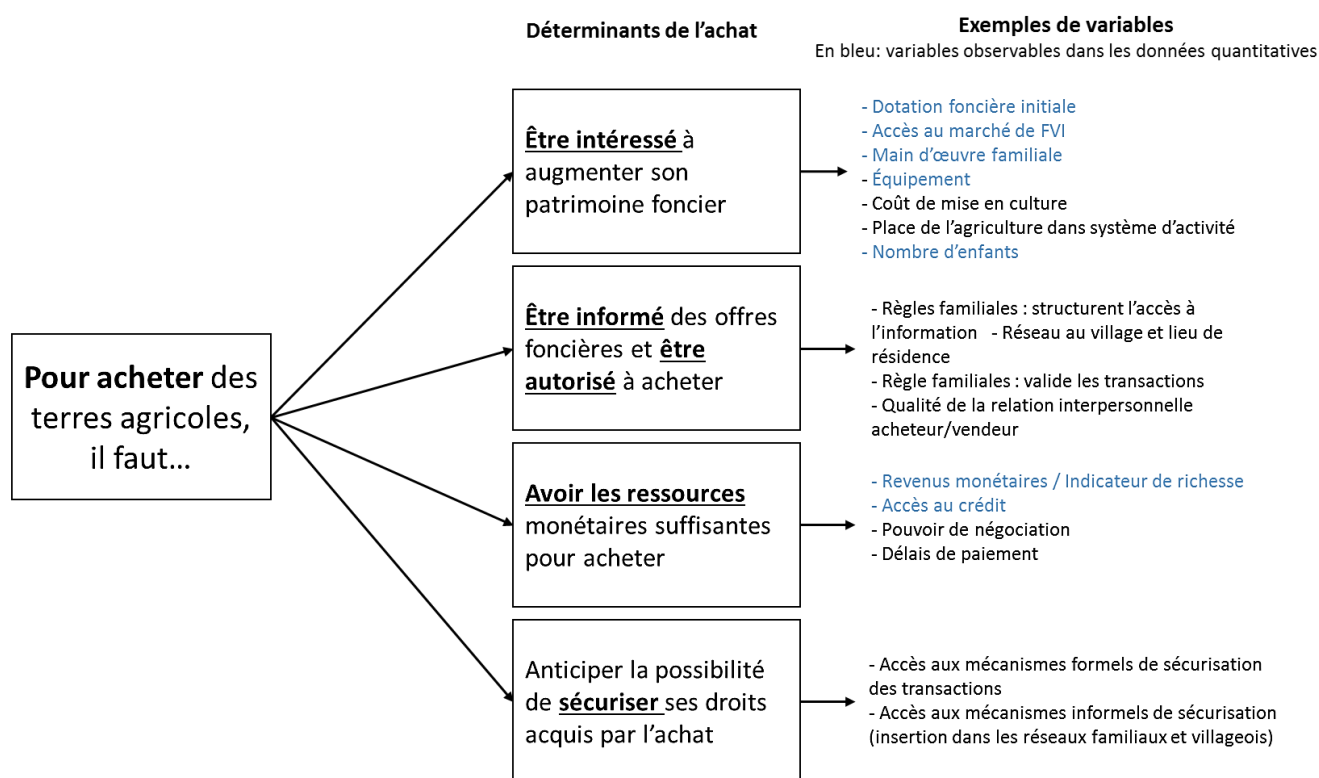 Déterminants de l'achat
Exemples de variables
En bleu: variables observables dans les données quantitatives
Pour acheter des
terres agricoles,
il faut...
Être intéressé à
augmenter son
patrimoine foncier
- Dotation foncière initiale
- Accès au marché de FVI
- Main d'œuvre familiale
- Équipement
- Coût de mise en culture
- Place de l'agriculture dans système d'activité
- Nombre d'enfants
Être informé des offres
foncières et être
autorisé à acheter
- Règles familiales : structurent l'accès à
l'information - Réseau au village et lieu de
résidence
- Règle familiales : valide les transactions
- Qualité de la relation interpersonnelle
acheteur/vendeur
Avoir les ressources
monétaires suffisantes
pour acheter
- Revenus monétaires / Indicateur de richesse
- Accès au crédit
- Pouvoir de négociation
- Délais de paiement
Anticiper la possibilité
de sécuriser ses droits
acquis par l'achat
- Accès aux mécanismes formels de sécurisation
des transactions
- Accès aux mécanismes informels de sécurisation
(insertion dans les réseaux familiaux et villageois)